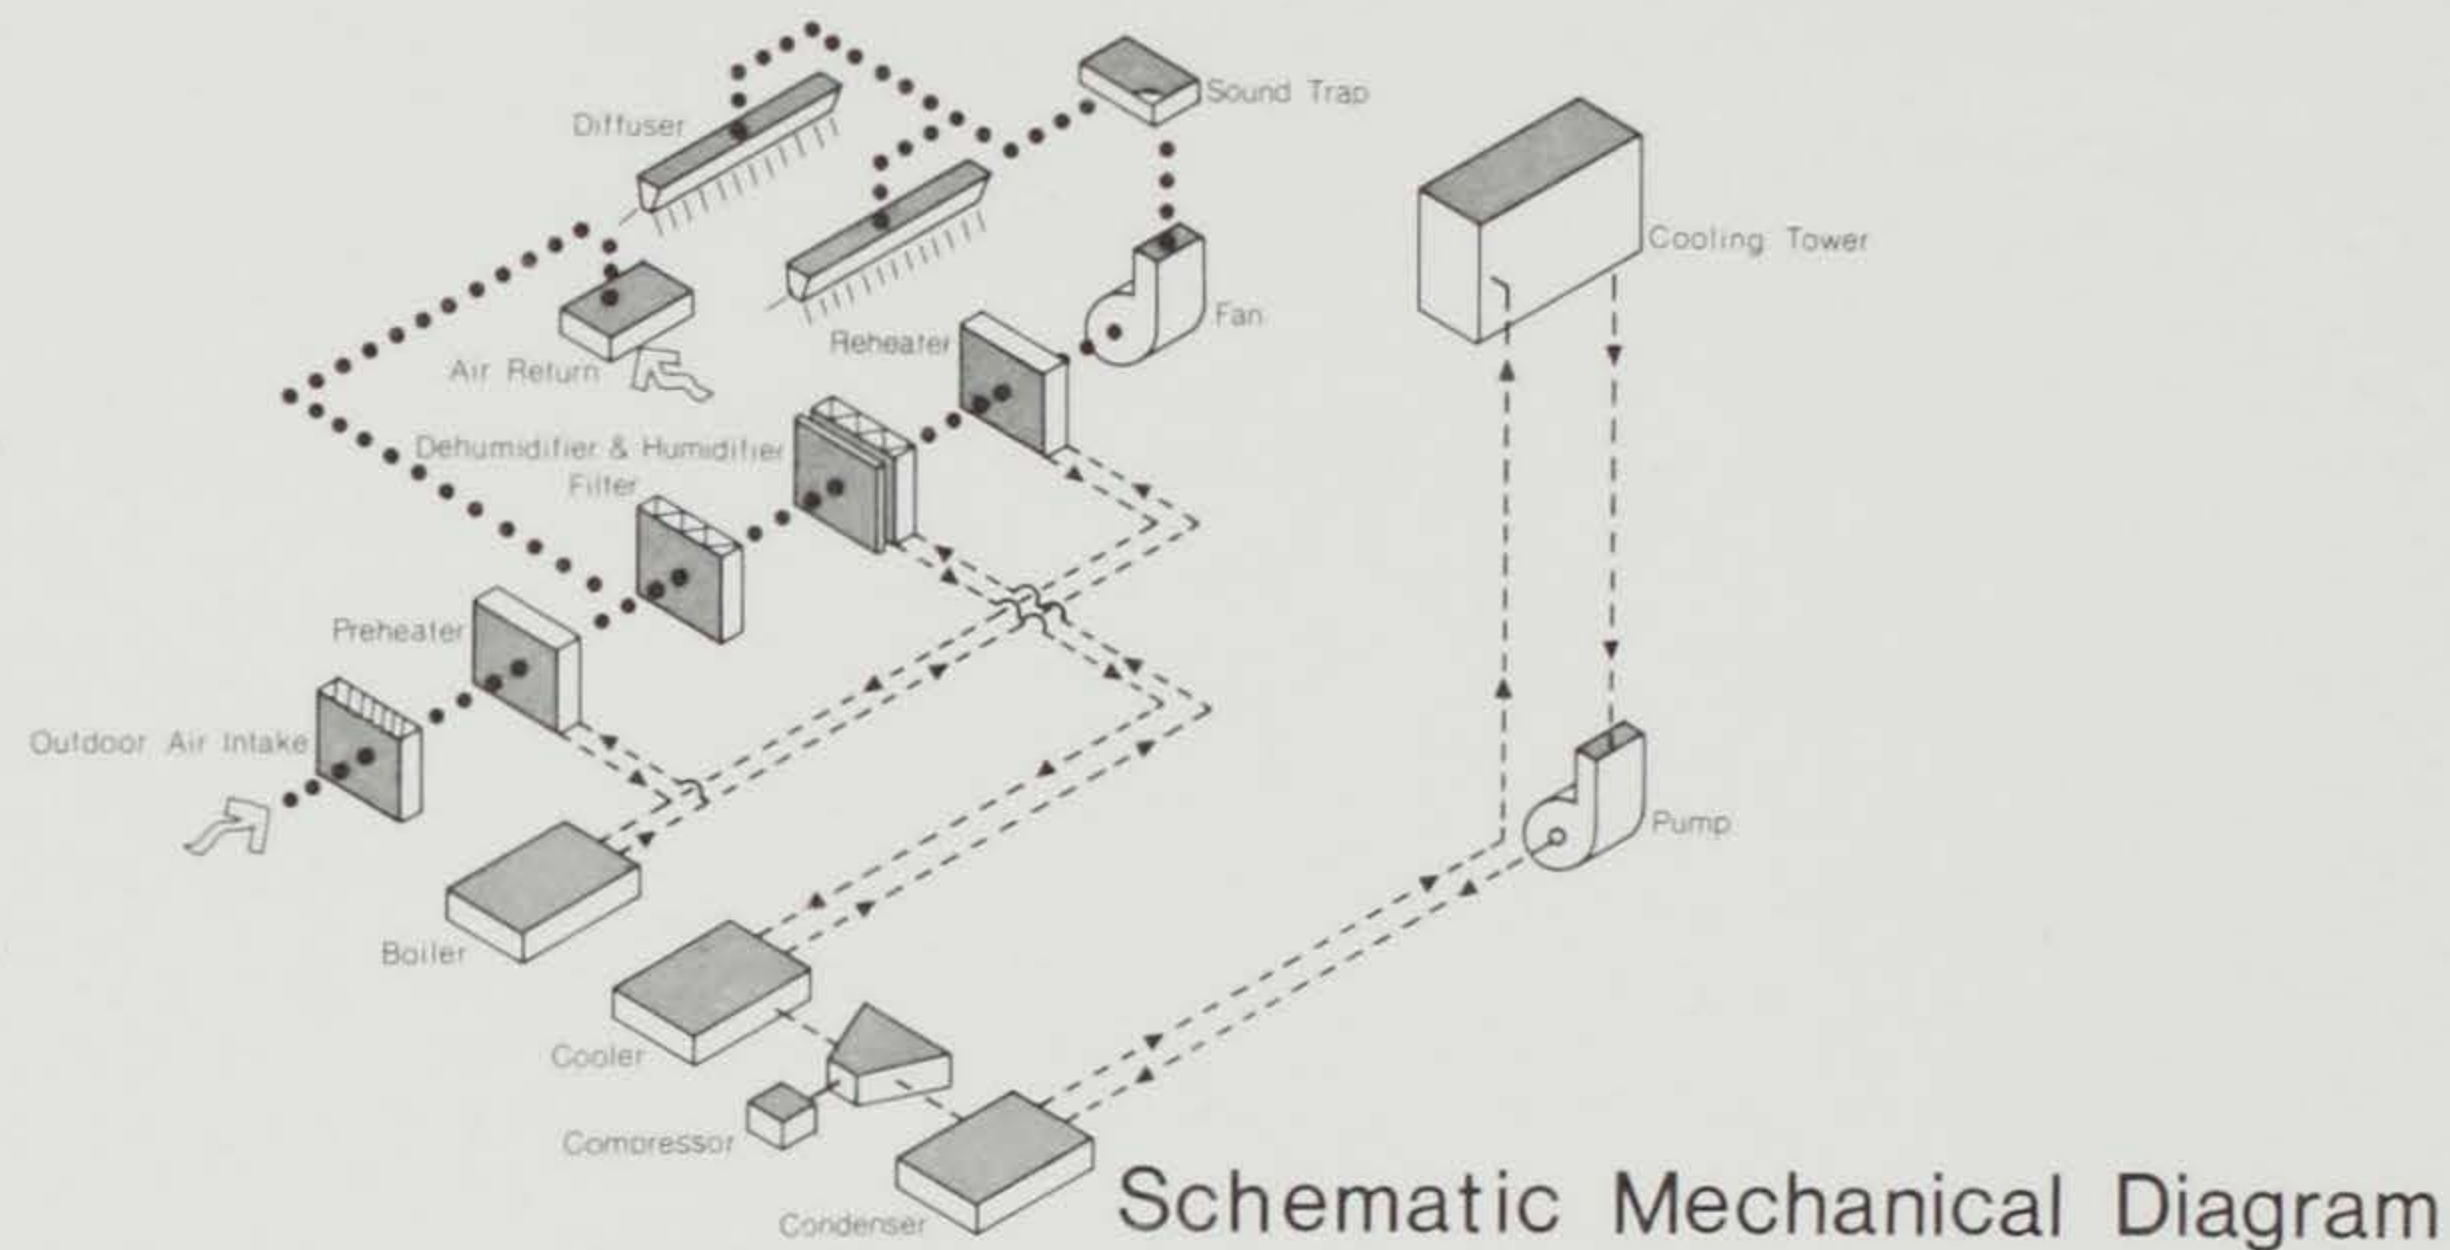 Sound Trap
Diffuser
Cooling Tower
Fan
Reheater
Air Return
Dehumidifier & Humidifier
Filter
Preheater
Outdoor Air Intake
Pump
Boiler
Cooler
Compressor
Condenser
Schematic Mechanical Diagram